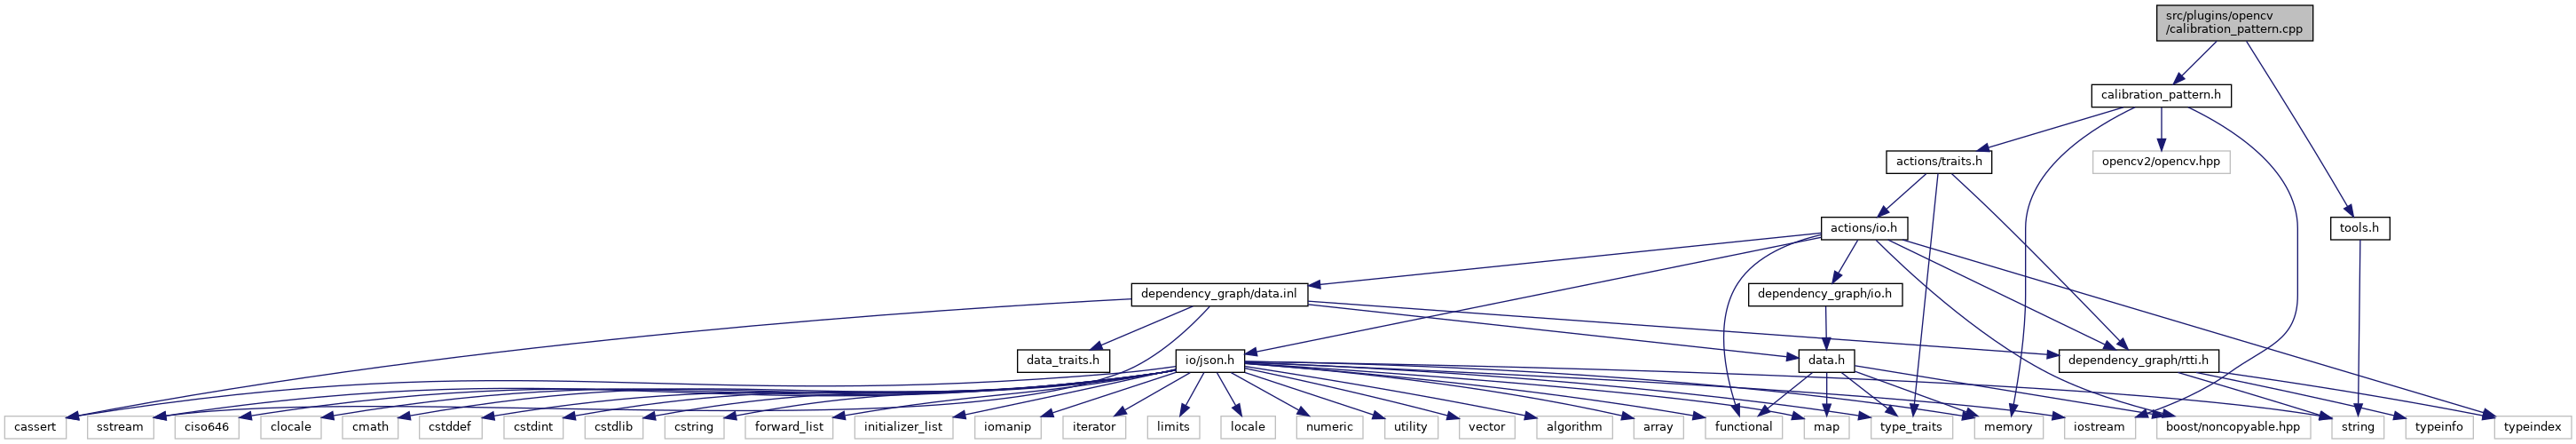 src/plugins/opencv
/calibration_pattern.cpp
calibration_pattern.h
actions/traits.h
opencv2/opencv.hpp
actions/io.h
tools.h
dependency_graph/data.inl
dependency_graph/io.h
data_traits.h
io/json.h
data.h
dependency_graph/rtti.h
cassert
sstream
ciso646
clocale
cmath
cstddef
cstdint
cstdlib
cstring
forward_list
initializer_list
iomanip
iterator
limits
locale
numeric
utility
vector
algorithm
array
functional
map
type_traits
memory
iostream
boost/noncopyable.hpp
string
typeinfo
typeindex